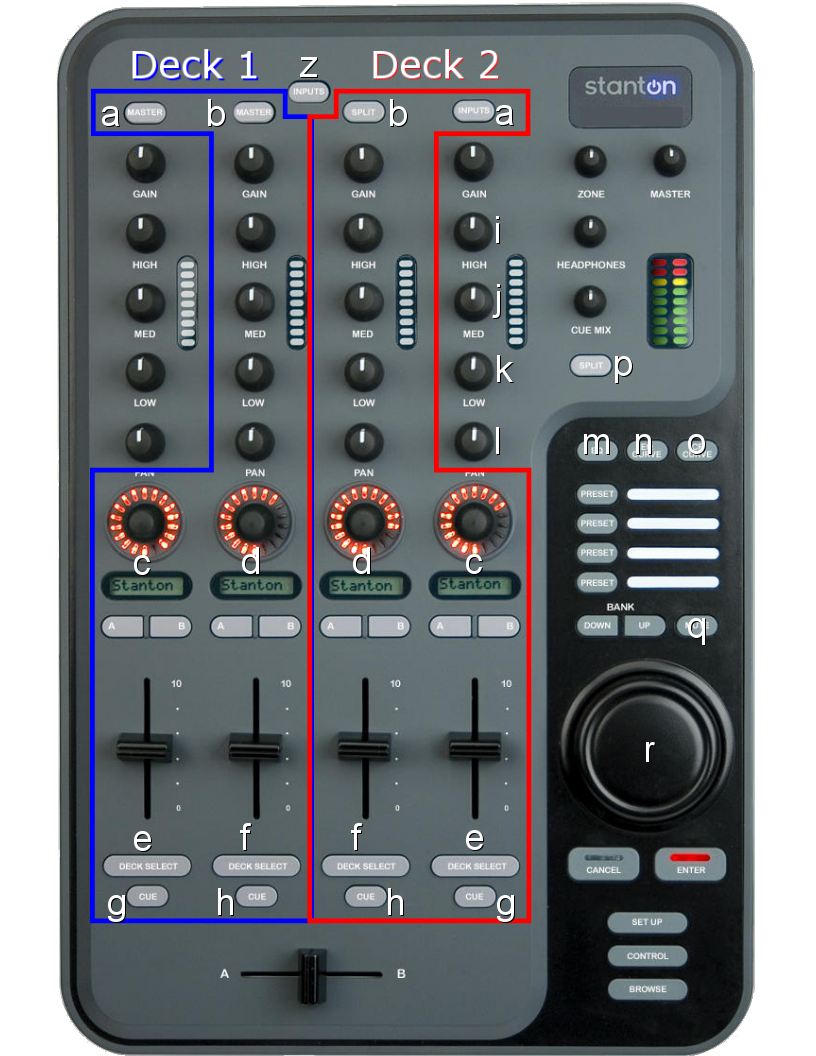 Deck 1 z Deck 2
INPUTS
stanton
a MASTER b MASTER SPLIT b INPUTS a
GAIN GAIN GAIN GAIN ZONE MASTER
i
HIGH HIGH HIGH HIGH HEADPHONES
j
MED MED MED MED CUE MIX
k SPLIT p
LOW LOW LOW LOW
l m n o
PAN PAN PAN PAN
PRESET
PRESET
PRESET
PRESET
c d d c
Stanton Stanton Stanton Stanton
BANK
A B A B A B A B DOWN UP q
10 10 10 10
r
0 0 0 0
e f f e
DECK SELECT DECK SELECT DECK SELECT DECK SELECT CANCEL ENTER
g CUE h CUE CUE h CUE g
SET UP
CONTROL
A B
BROWSE